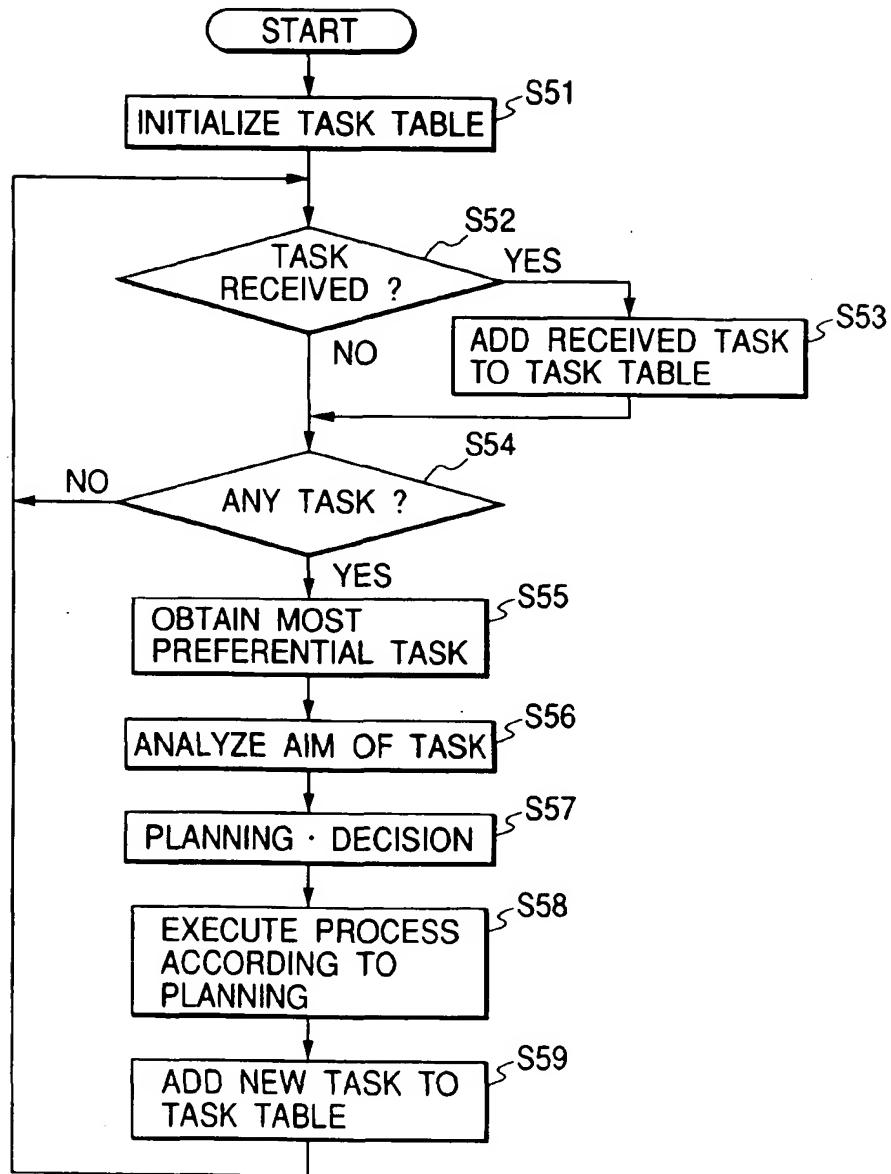 START
S51
INITIALIZE TASK TABLE
S52
TASK
RECEIVED ?
YES
S53
ADD RECEIVED TASK
TO TASK TABLE
NO
S54
NO
ANY TASK ?
YES
S55
OBTAIN MOST
PREFERENTIAL TASK
S56
ANALYZE AIM OF TASK
S57
PLANNING · DECISION
S58
EXECUTE PROCESS
ACCORDING TO
PLANNING
S59
ADD NEW TASK TO
TASK TABLE